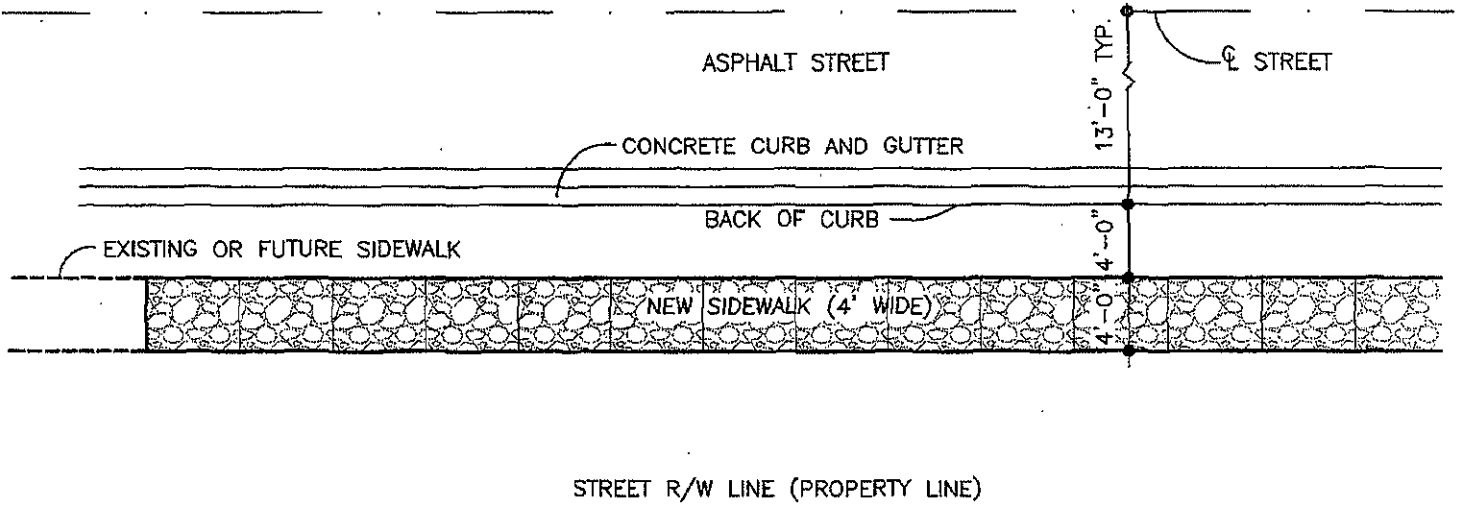 ASPHALT STREET
℄ STREET
13'-0" TYP.
CONCRETE CURB AND GUTTER
BACK OF CURB
4'-0"
EXISTING OR FUTURE SIDEWALK
NEW SIDEWALK (4' WIDE)
4'-0"
STREET R/W LINE (PROPERTY LINE)